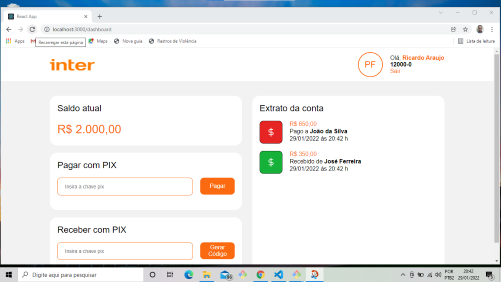 React App
localhost:3000/dashboard
Apps
Recarregar esta página
Maps
Nova guia
Rastros de Violência
Lista de leitura
inter
PF
Olá, Ricardo Araujo
12000-0
Sair
Saldo atual
R$ 2.000,00
Pagar com PIX
Insira a chave pix
Pagar
Receber com PIX
Insira a chave pix
Gerar
Código
Extrato da conta
$
R$ 650,00
Pago a João da Silva
29/01/2022 às 20:42 h
$
R$ 350,00
Recebido de José Ferreira
29/01/2022 às 20:42 h
Digite aqui para pesquisar
POR
PTB2
20:42
29/01/2022